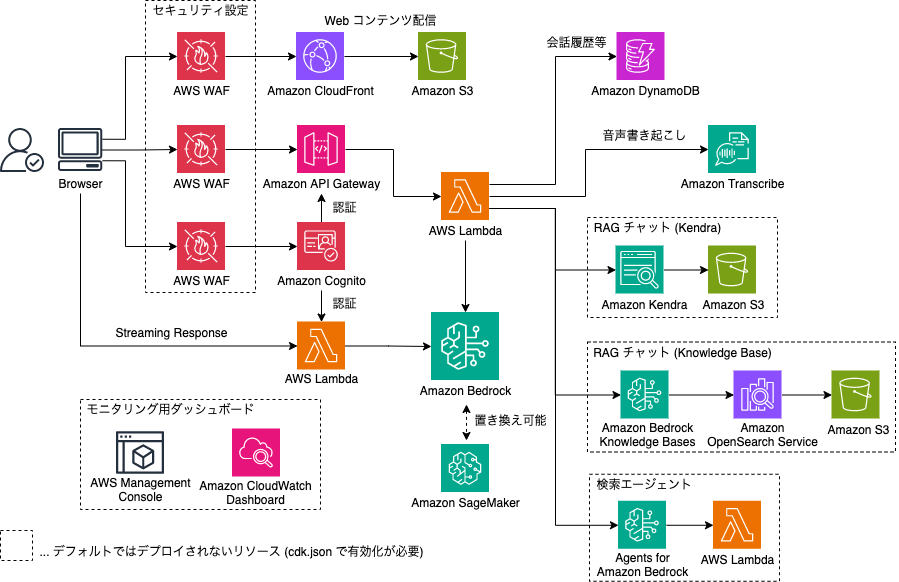 セキュリティ設定
Web コンテンツ配信
AWS WAF
Amazon CloudFront
Amazon S3
会話履歴等
Amazon DynamoDB
Browser
AWS WAF
Amazon API Gateway
認証
音声書き起こし
Amazon Transcribe
AWS Lambda
AWS WAF
Amazon Cognito
認証
RAG チャット (Kendra)
Amazon Kendra
Amazon S3
Streaming Response
AWS Lambda
Amazon Bedrock
置き換え可能
Amazon SageMaker
RAG チャット (Knowledge Base)
Amazon Bedrock
Knowledge Bases
Amazon
OpenSearch Service
Amazon S3
モニタリング用ダッシュボード
AWS Management
Console
Amazon CloudWatch
Dashboard
検索エージェント
Agents for
Amazon Bedrock
AWS Lambda
... デフォルトではデプロイされないリソース (cdk.json で有効化が必要)